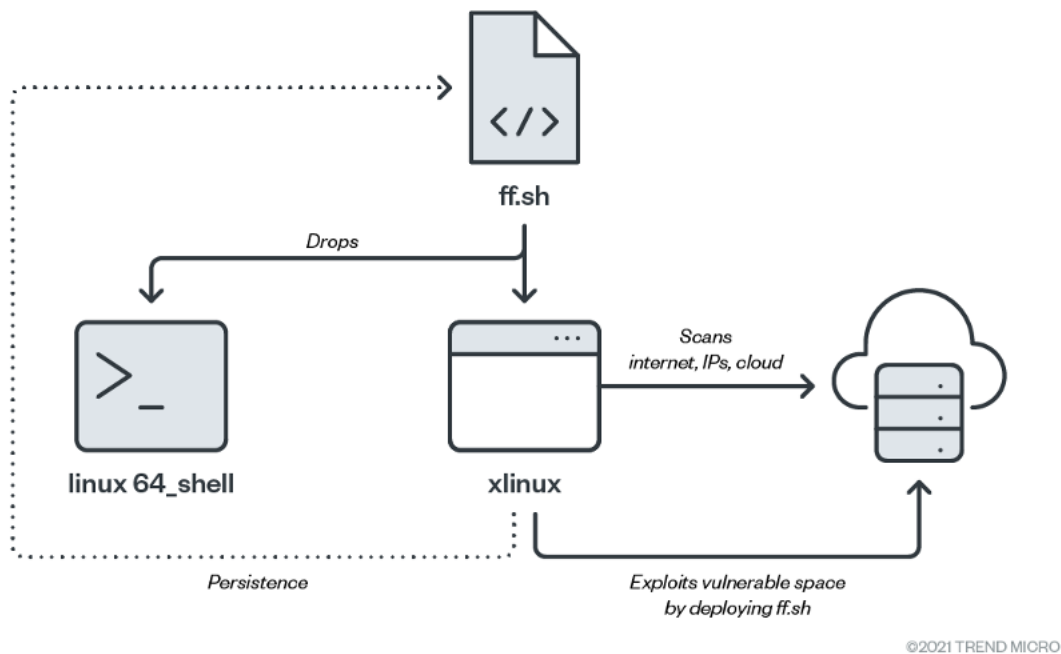 </>
ff.sh
Drops
Scans
internet, IPs, cloud
>_
linux 64_shell
xlinux
Persistence
Exploits vulnerable space
by deploying ff.sh
©2021 TREND MICRO